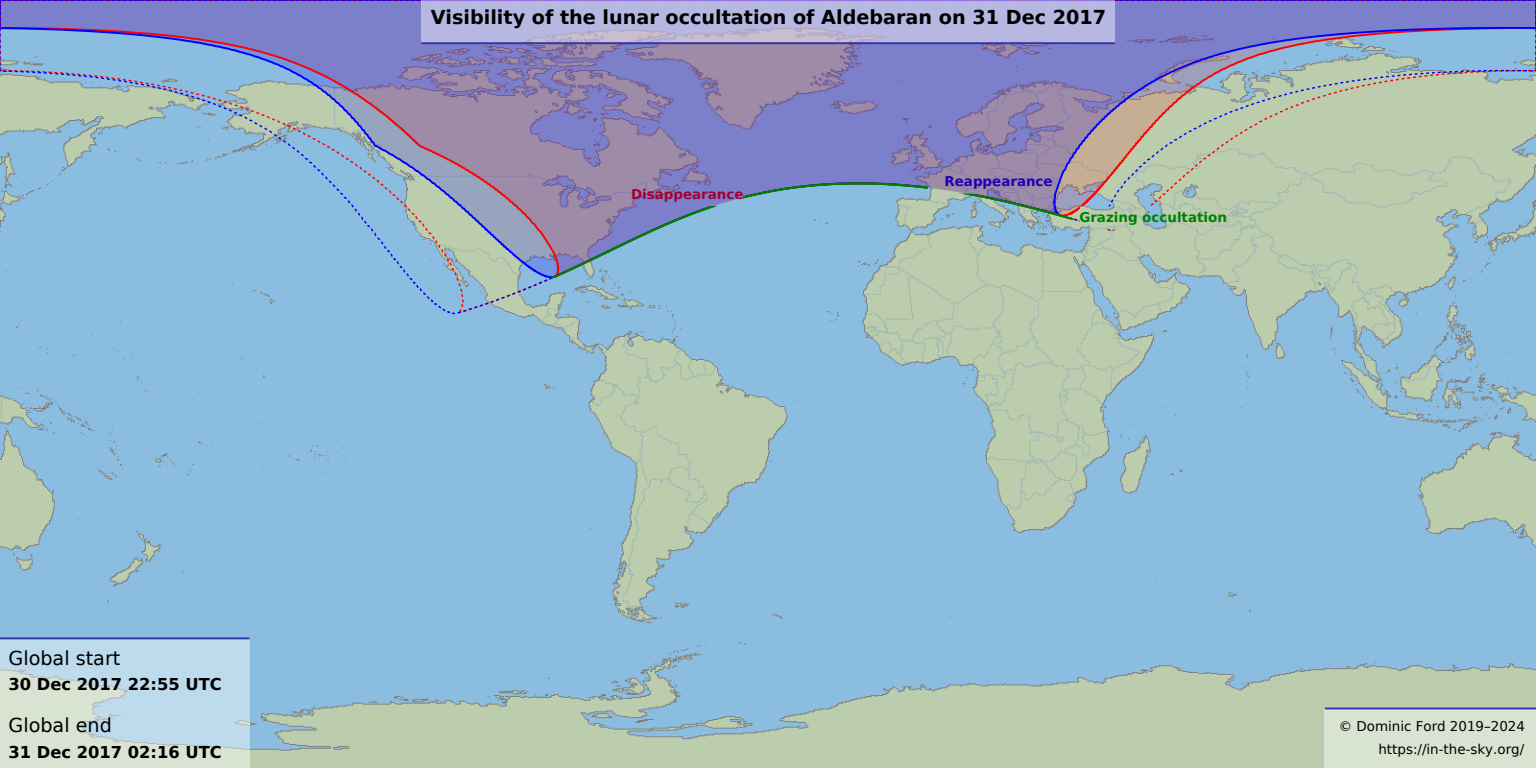 Visibility of the lunar occultation of Aldebaran on 31 Dec 2017
Reappearance
Disappearance
Grazing occultation
Global start
30 Dec 2017 22:55 UTC
Global end
31 Dec 2017 02:16 UTC
© Dominic Ford 2019–2024
https://in-the-sky.org/